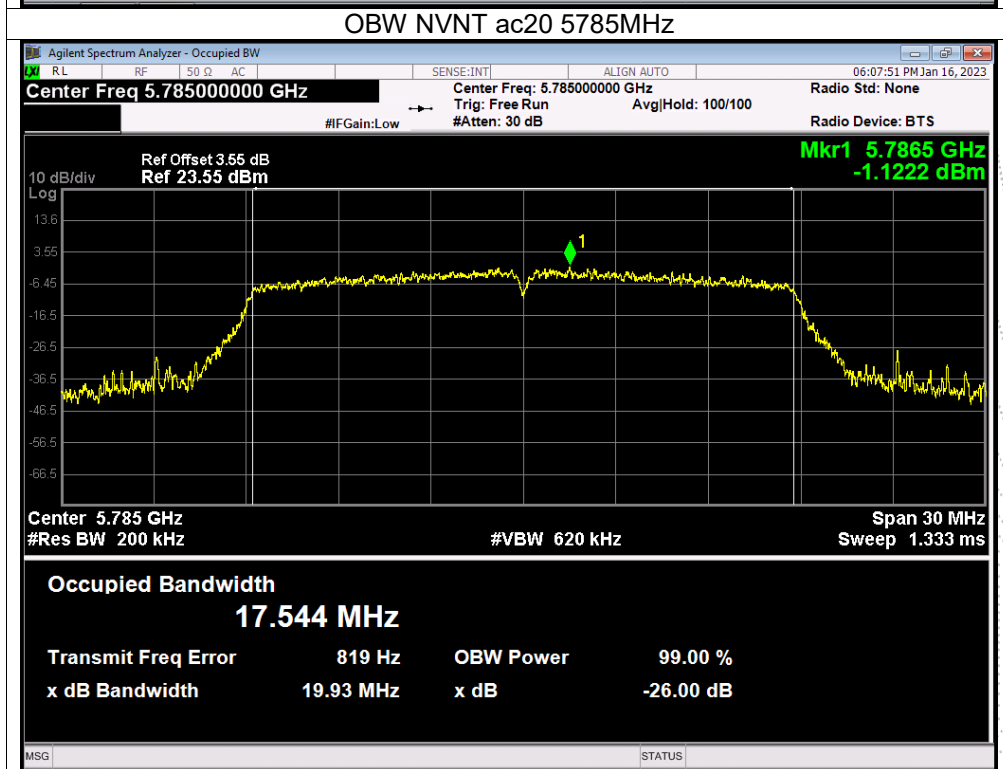 OBW NVNT ac20 5785MHz
Agilent Spectrum Analyzer - Occupied BW
LXI RL RF 50 Ω AC SENSE:INT ALIGN AUTO 06:07:51 PM Jan 16, 2023
Center Freq 5.785000000 GHz Center Freq: 5.785000000 GHz Radio Std: None
Trig: Free Run Avg|Hold: 100/100
#IFGain:Low #Atten: 30 dB Radio Device: BTS
Ref Offset 3.55 dB Mkr1 5.7865 GHz
10 dB/div Ref 23.55 dBm -1.1222 dBm
Log
13.6
1
3.55
-6.45
-16.5
-26.5
-36.5
-46.5
-56.5
-66.5
Center 5.785 GHz Span 30 MHz
#Res BW 200 kHz #VBW 620 kHz Sweep 1.333 ms
Occupied Bandwidth
17.544 MHz
Transmit Freq Error 819 Hz OBW Power 99.00 %
x dB Bandwidth 19.93 MHz x dB -26.00 dB
MSG STATUS